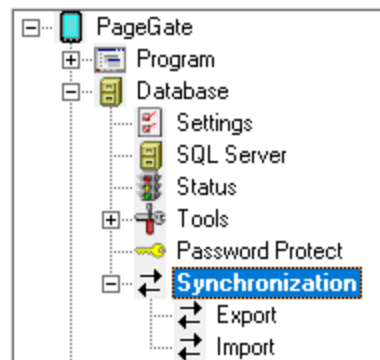 PageGate
Program
Database
Settings
SQL Server
Status
Tools
Password Protect
Synchronization
Export
Import